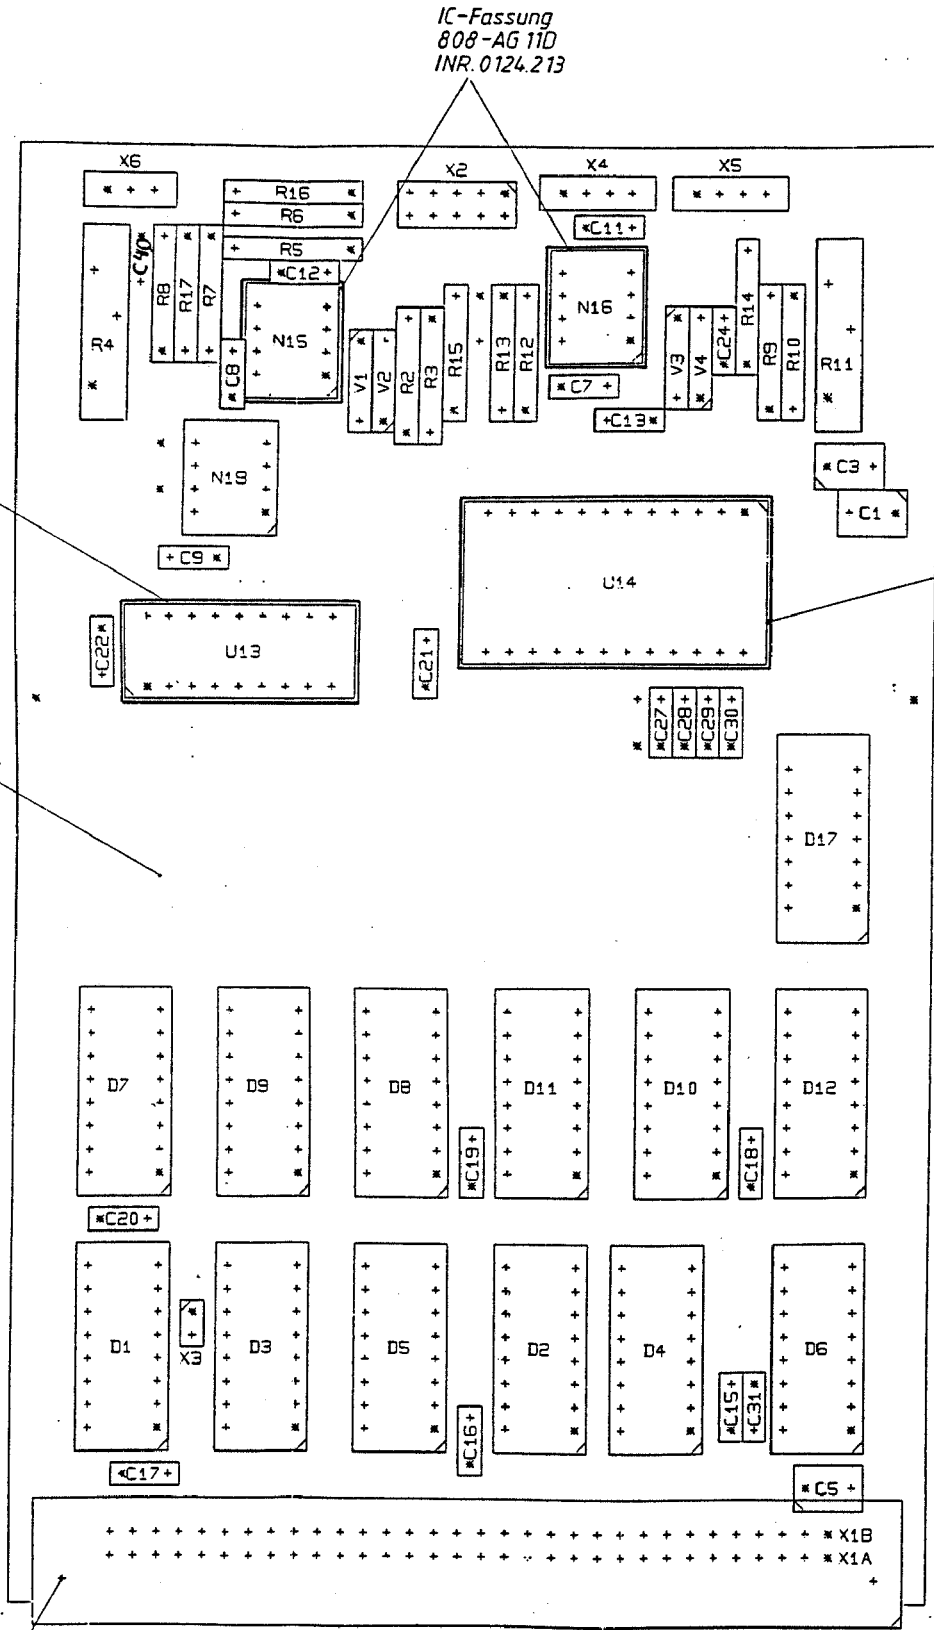 IC-Fassung
808-AG 11D
INR. 0124.213
X6
X2
X4
X5
R16
R6
R5
C11
C12
C40
R4
R8
R17
R7
N15
N16
C8
V1
V2
R2
R3
R15
R13
R12
C7
C13
V3
V4
C24
R14
R9
R10
R11
N19
C3
C1
C9
U14
C22
U13
C21
C27
C28
C29
C30
D17
D7
D9
D8
D11
D10
D12
C19
C18
C20
D1
X3
D3
D5
D2
D4
D6
C15
C31
C16
C17
C5
X1B
X1A